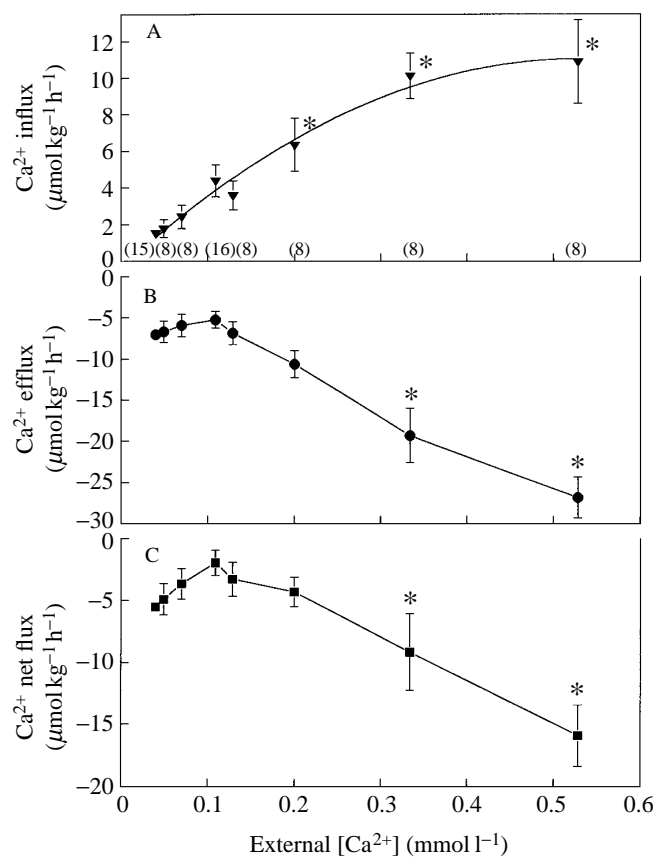 A
12
10
8
6
4
2
0
Ca²⁺ influx
(μmol kg⁻¹ h⁻¹)
*
*
*
(15)(8)(8) (16)(8) (8) (8) (8)
B
0
−5
−10
−15
−20
−25
−30
Ca²⁺ efflux
(μmol kg⁻¹ h⁻¹)
*
*
C
0
−5
−10
−15
−20
Ca²⁺ net flux
(μmol kg⁻¹ h⁻¹)
*
*
0 0.1 0.2 0.3 0.4 0.5 0.6
External [Ca²⁺] (mmol l⁻¹)